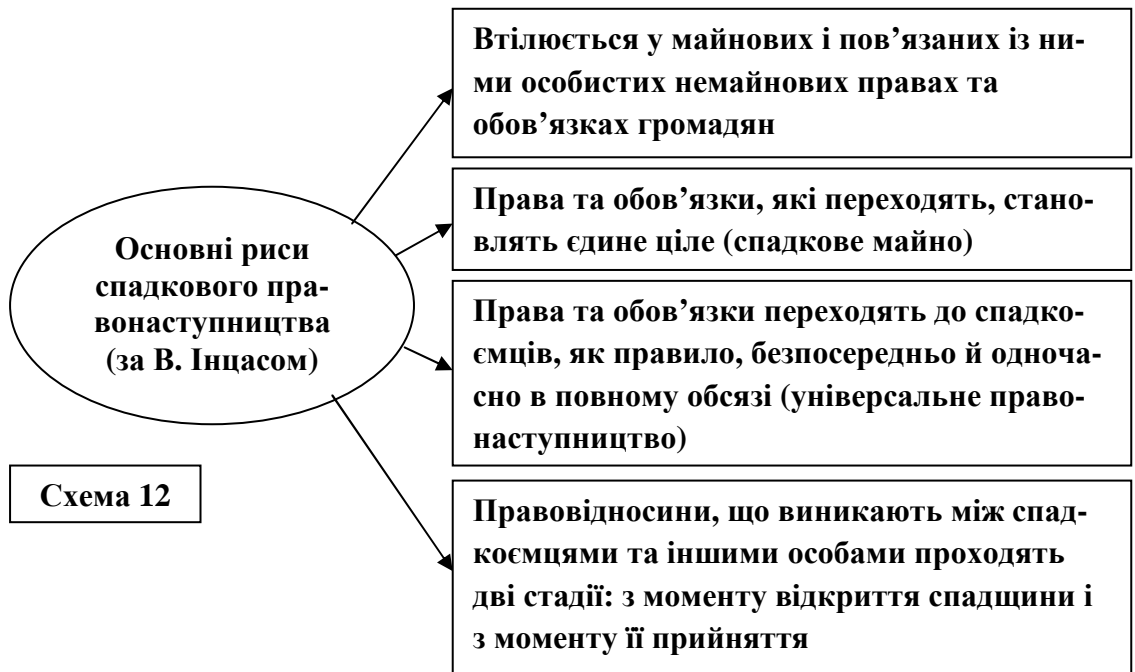 Втілюється у майнових і пов’язаних із ни-
ми особистих немайнових правах та
обов’язках громадян
Права та обов’язки, які переходять, стано-
влять єдине ціле (спадкове майно)
Основні риси
спадкового пра-
вонаступництва
(за В. Інцасом)
Права та обов’язки переходять до спадко-
ємців, як правило, безпосередньо й одноча-
сно в повному обсязі (універсальне право-
наступництво)
Схема 12
Правовідносини, що виникають між спад-
коємцями та іншими особами проходять
дві стадії: з моменту відкриття спадщини і
з моменту її прийняття